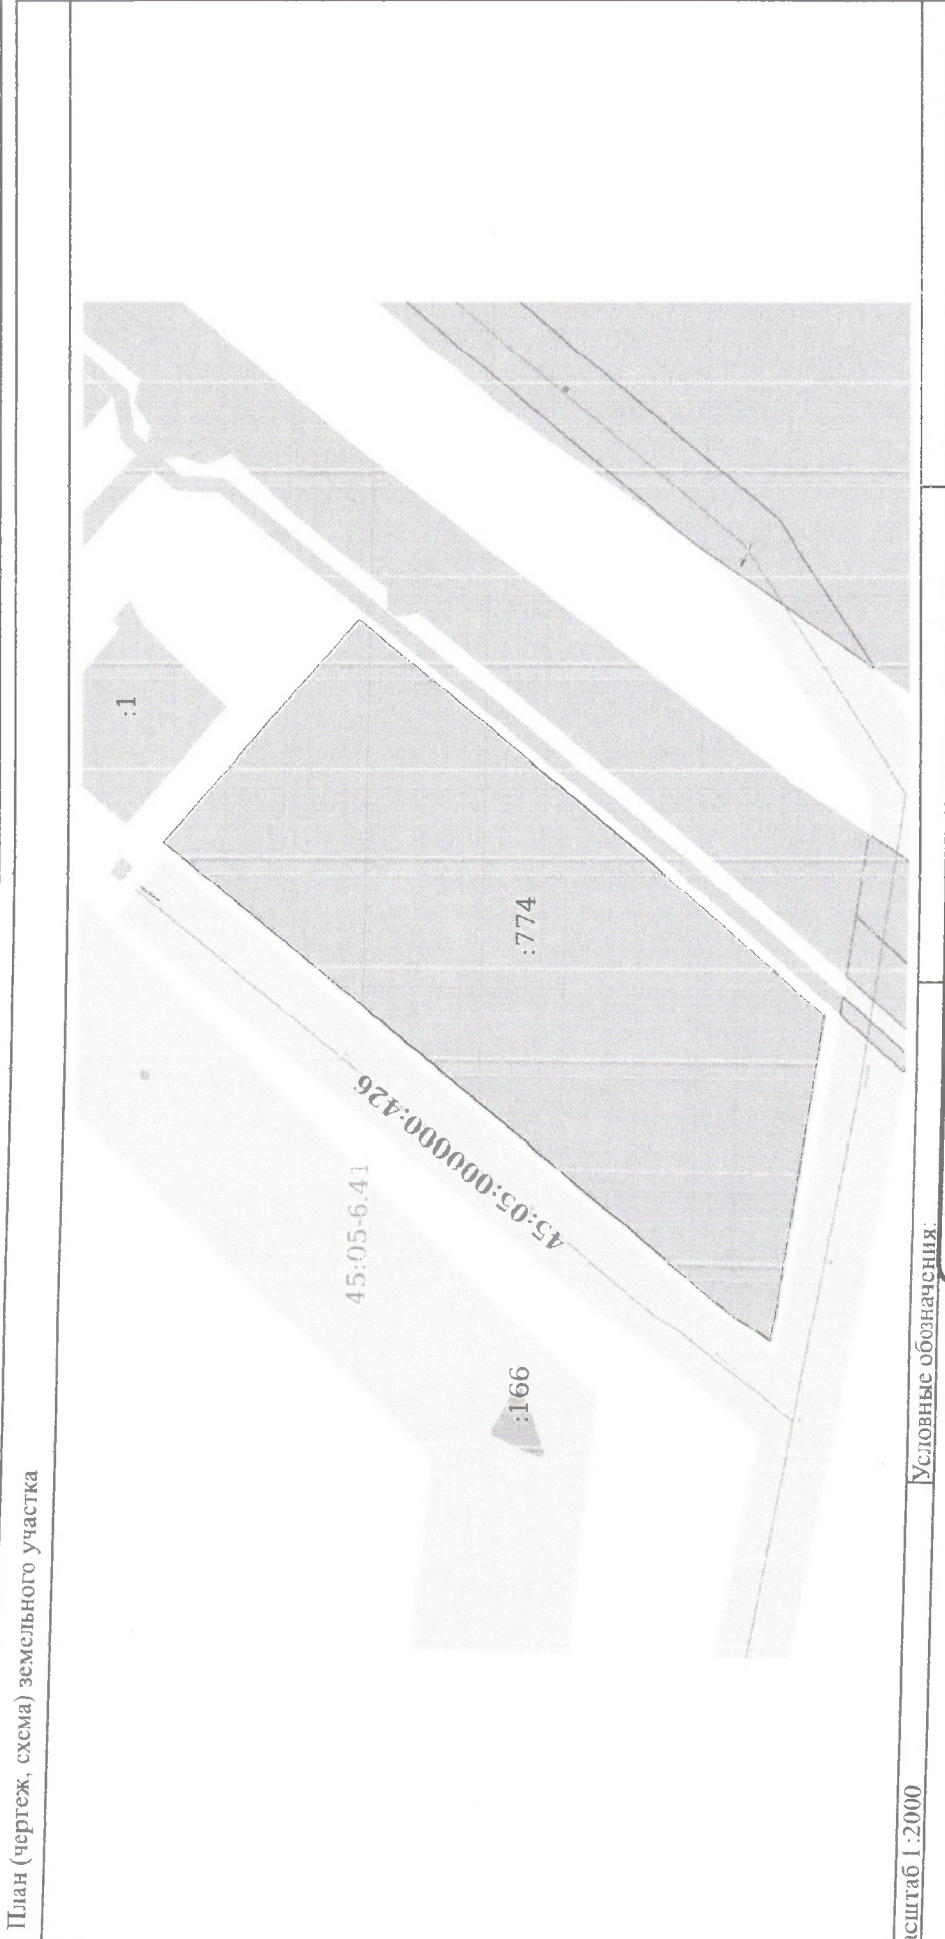 План (чертеж, схема) земельного участка
:1
:774
45:05:0000000:426
45:05-6.41
:166
асштаб 1:2000
Условные обозначения: